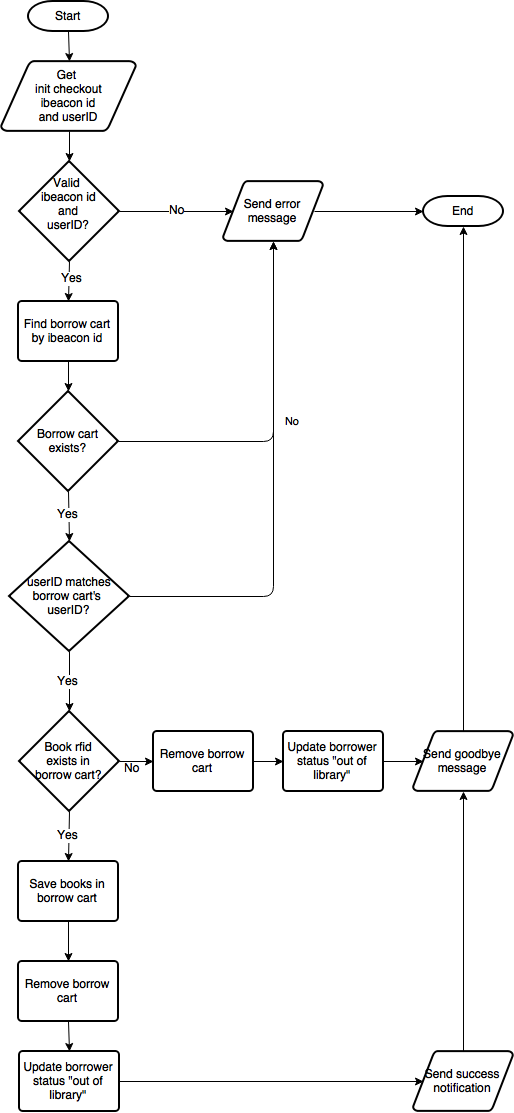 Start
Get
init checkout
ibeacon id
and userID
Valid
ibeacon id
and
userID?
No
Send error
message
End
Yes
Find borrow cart
by ibeacon id
Borrow cart
exists?
No
Yes
userID matches
borrow cart's
userID?
Yes
Book rfid
exists in
borrow cart?
No
Remove borrow
cart
Update borrower
status "out of
library"
Send goodbye
message
Yes
Save books in
borrow cart
Remove borrow
cart
Update borrower
status "out of
library"
Send success
notification